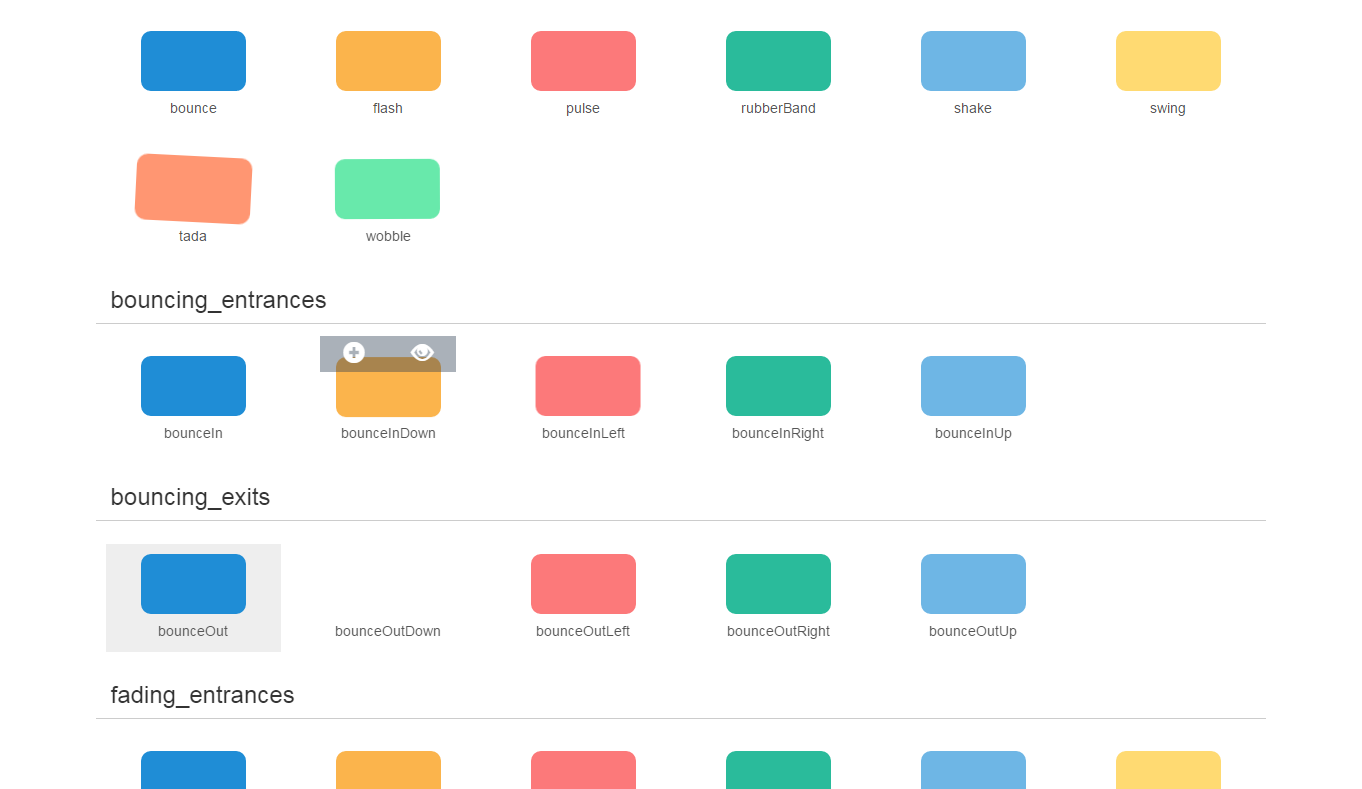 bounce flash pulse rubberBand shake swing
tada wobble
bouncing_entrances
bounceIn bounceInDown bounceInLeft bounceInRight bounceInUp
bouncing_exits
bounceOut bounceOutDown bounceOutLeft bounceOutRight bounceOutUp
fading_entrances